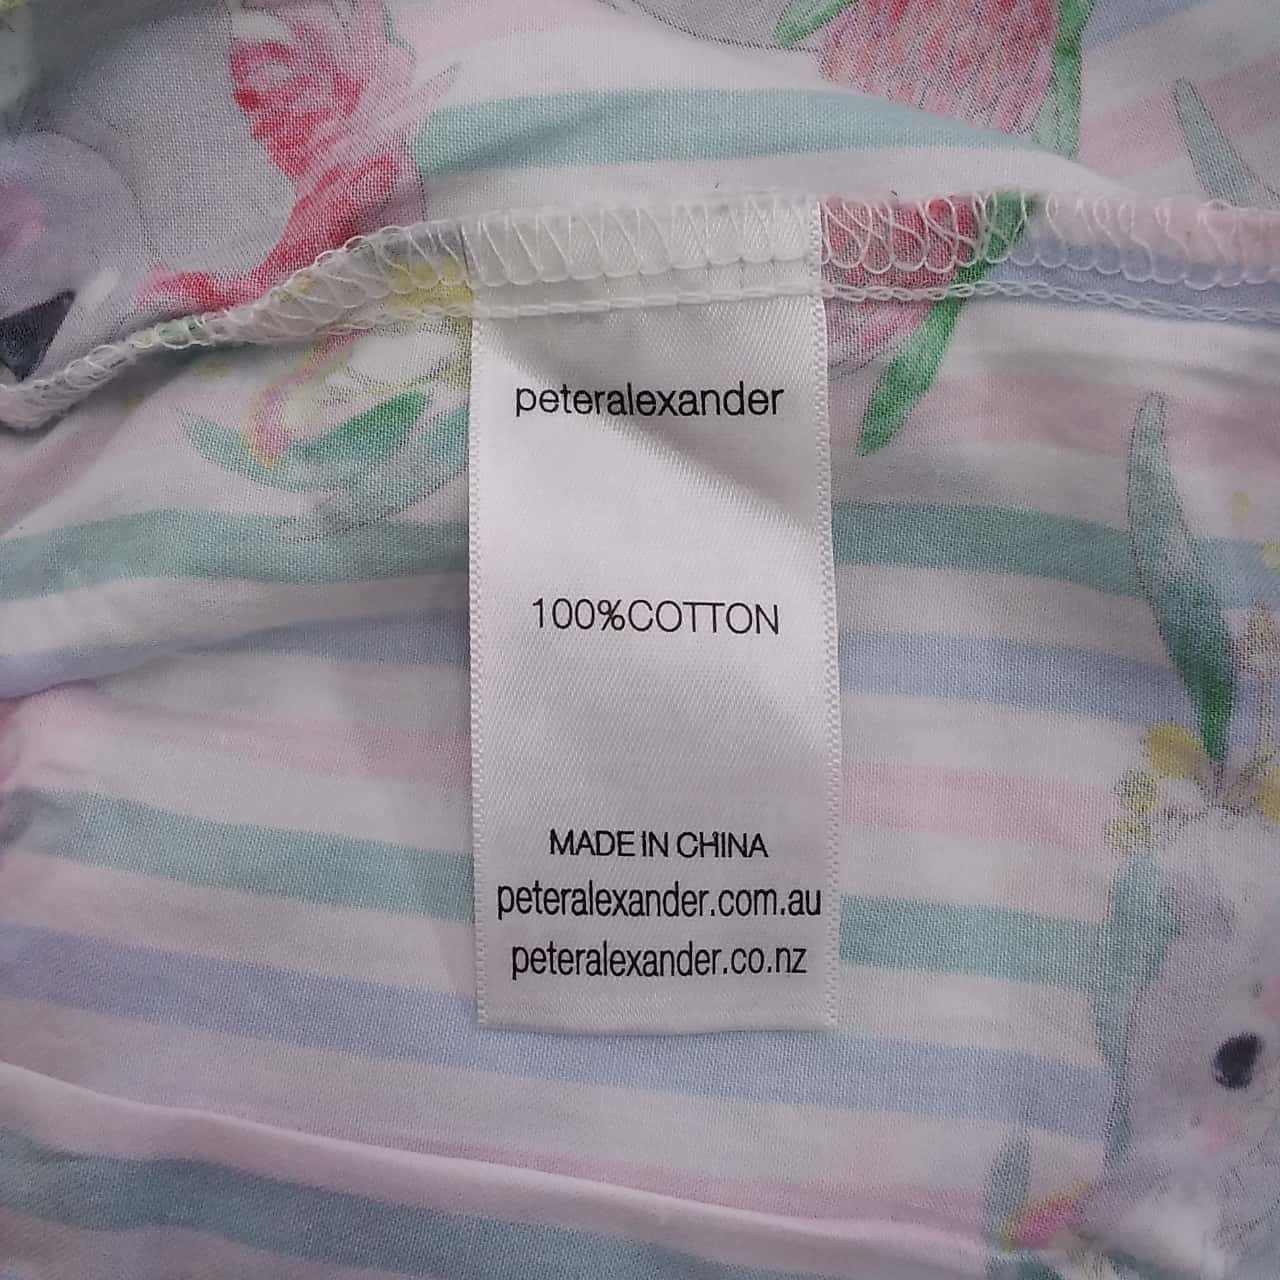 peteralexander
100%COTTON
MADE IN CHINA
peteralexander.com.au
peteralexander.co.nz